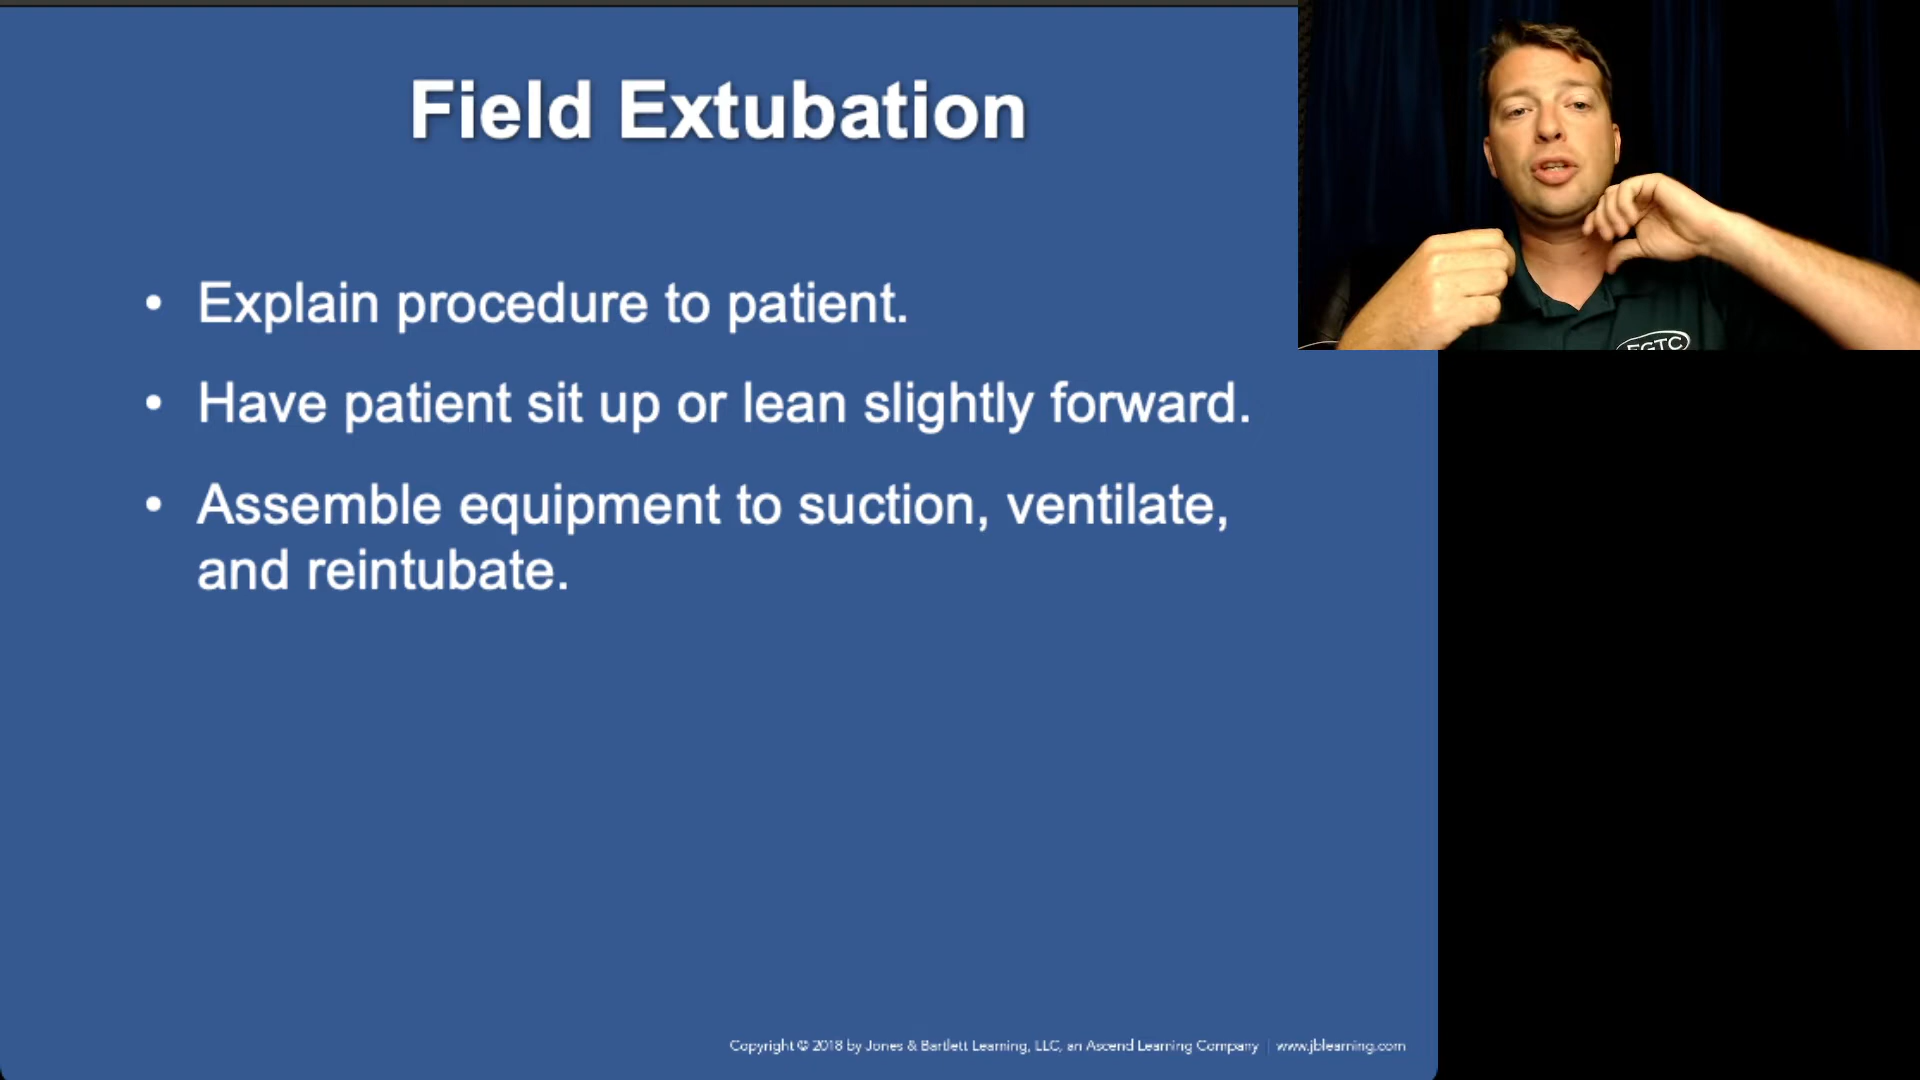 Field Extubation
• Explain procedure to patient.
• Have patient sit up or lean slightly forward.
• Assemble equipment to suction, ventilate,
and reintubate.
FGTC
Copyright © 2018 by Jones & Bartlett Learning, LLC, an Ascend Learning Company | www.jblearning.com